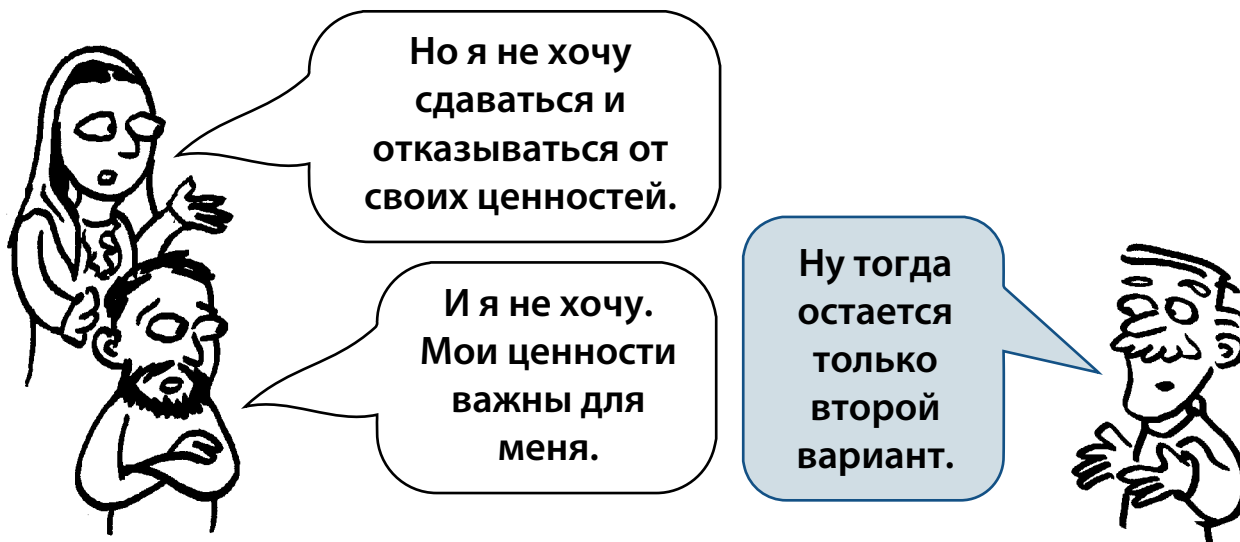 Но я не хочу
сдаваться и
отказываться от
своих ценностей.
И я не хочу.
Мои ценности
важны для
меня.
Ну тогда
остается
только
второй
вариант.